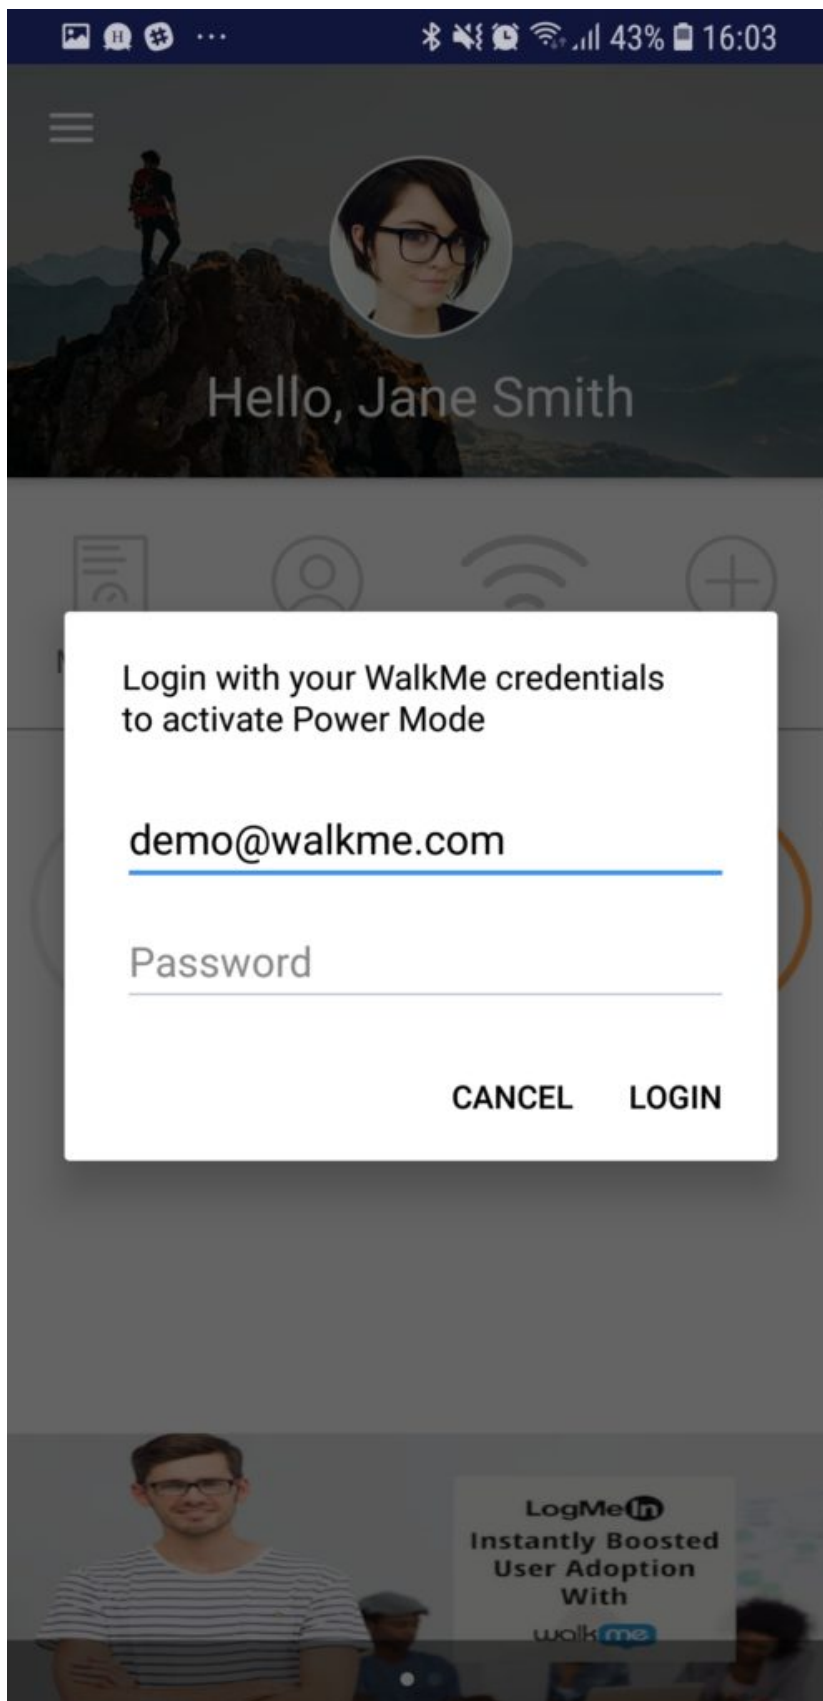 43% 16:03
Hello, Jane Smith
Login with your WalkMe credentials
to activate Power Mode
demo@walkme.com
Password
CANCEL LOGIN
LogMeIn
Instantly Boosted
User Adoption
With
walkme